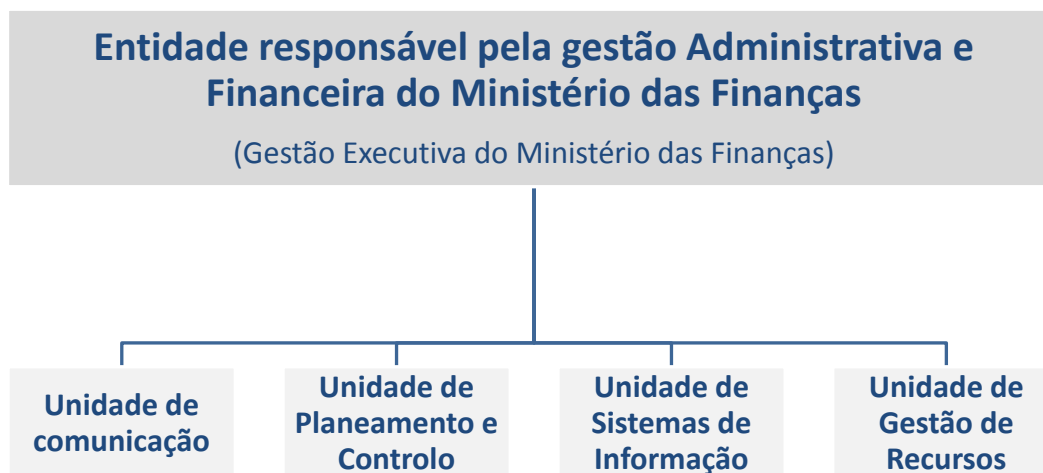 Entidade responsável pela gestão Administrativa e
Financeira do Ministério das Finanças
(Gestão Executiva do Ministério das Finanças)
Unidade de
comunicação
Unidade de
Planeamento e
Controlo
Unidade de
Sistemas de
Informação
Unidade de
Gestão de
Recursos